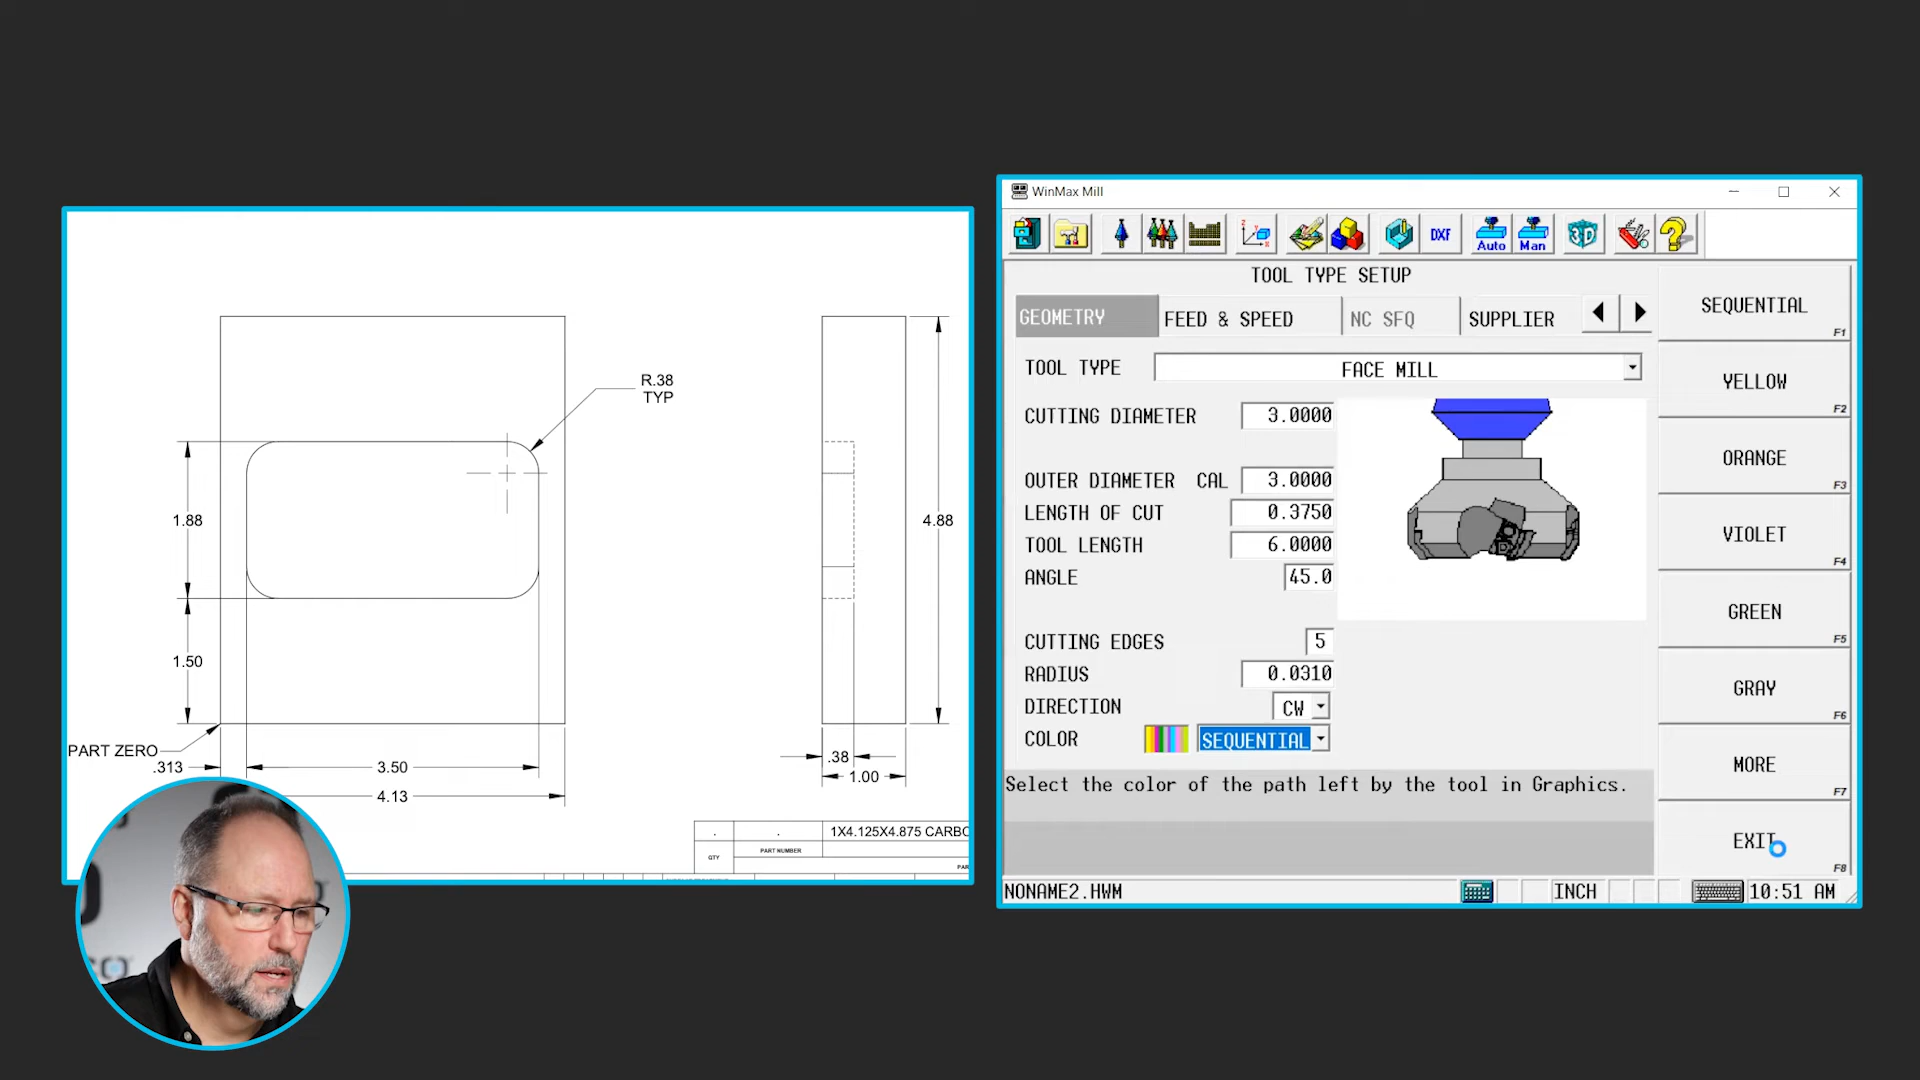 R.38
TYP
1.88
1.50
4.88
PART ZERO
.313
3.50
4.13
.38
1.00
.
.
1X4.125X4.875 CARBO
QTY
PART NUMBER
PAR
WinMax Mill
DXF
Auto
Man
3D
TOOL TYPE SETUP
GEOMETRY
FEED & SPEED
NC SFQ
SUPPLIER
TOOL TYPE
FACE MILL
CUTTING DIAMETER
3.0000
OUTER DIAMETER CAL
3.0000
LENGTH OF CUT
0.3750
TOOL LENGTH
6.0000
ANGLE
45.0
CUTTING EDGES
5
RADIUS
0.0310
DIRECTION
CW
COLOR
SEQUENTIAL
Select the color of the path left by the tool in Graphics.
SEQUENTIAL
F1
YELLOW
F2
ORANGE
F3
VIOLET
F4
GREEN
F5
GRAY
F6
MORE
F7
EXIT
F8
NONAME2.HWM
INCH
10:51 AM